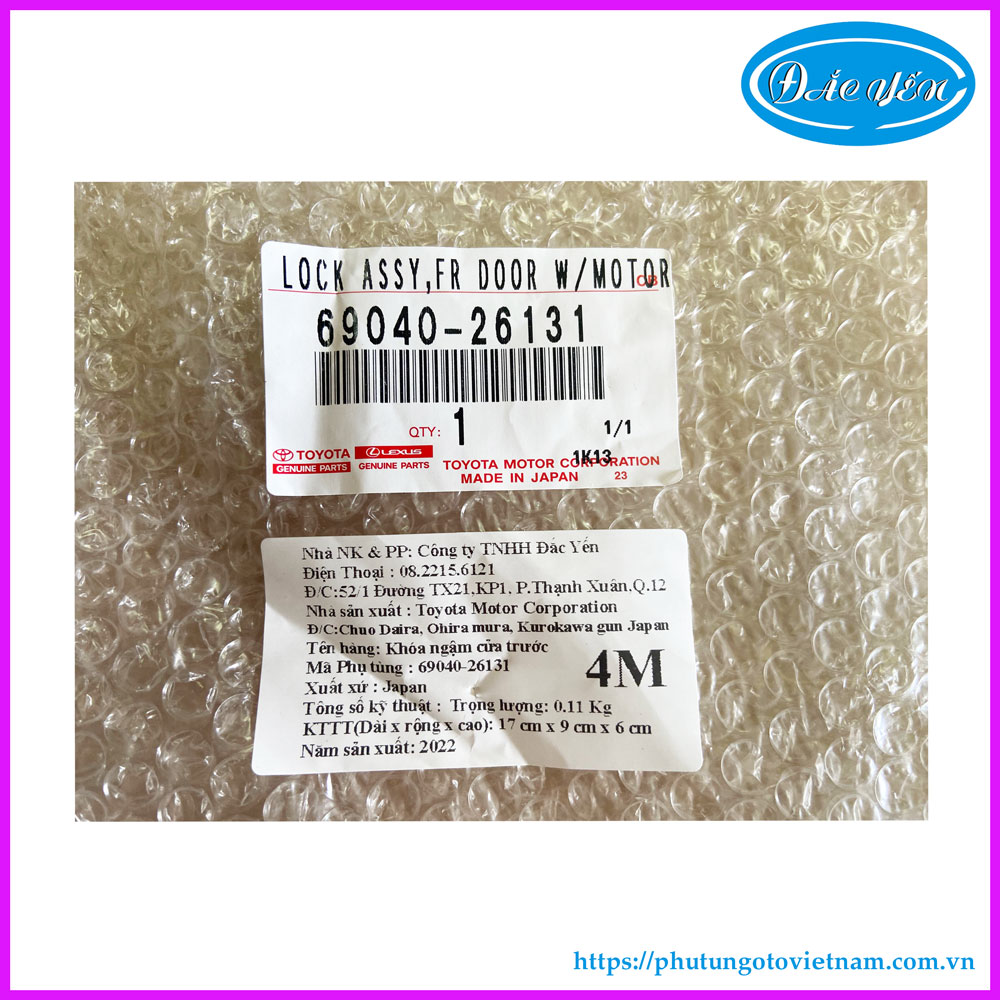 ĐẮC YẾN
LOCK ASSY,FR DOOR W/MOTOR
CB
69040-26131
QTY: 1
1/1
1K13
TOYOTA
GENUINE PARTS
LEXUS
GENUINE PARTS
TOYOTA MOTOR CORPORATION
MADE IN JAPAN 23
Nhà NK & PP: Công ty TNHH Đắc Yến
Điện Thoại : 08.2215.6121
Đ/C:52/1 Đường TX21,KP1, P.Thạnh Xuân,Q.12
Nhà sản xuất : Toyota Motor Corporation
Đ/C:Chuo Daira, Ohira mura, Kurokawa gun Japan
Tên hàng: Khóa ngậm cửa trước
Mã Phụ tùng : 69040-26131
4M
Xuất xứ : Japan
Tông số kỹ thuật : Trọng lượng: 0.11 Kg
KTTT(Dài x rộng x cao): 17 cm x 9 cm x 6 cm
Năm sản xuất: 2022
https://phutungotovietnam.com.vn